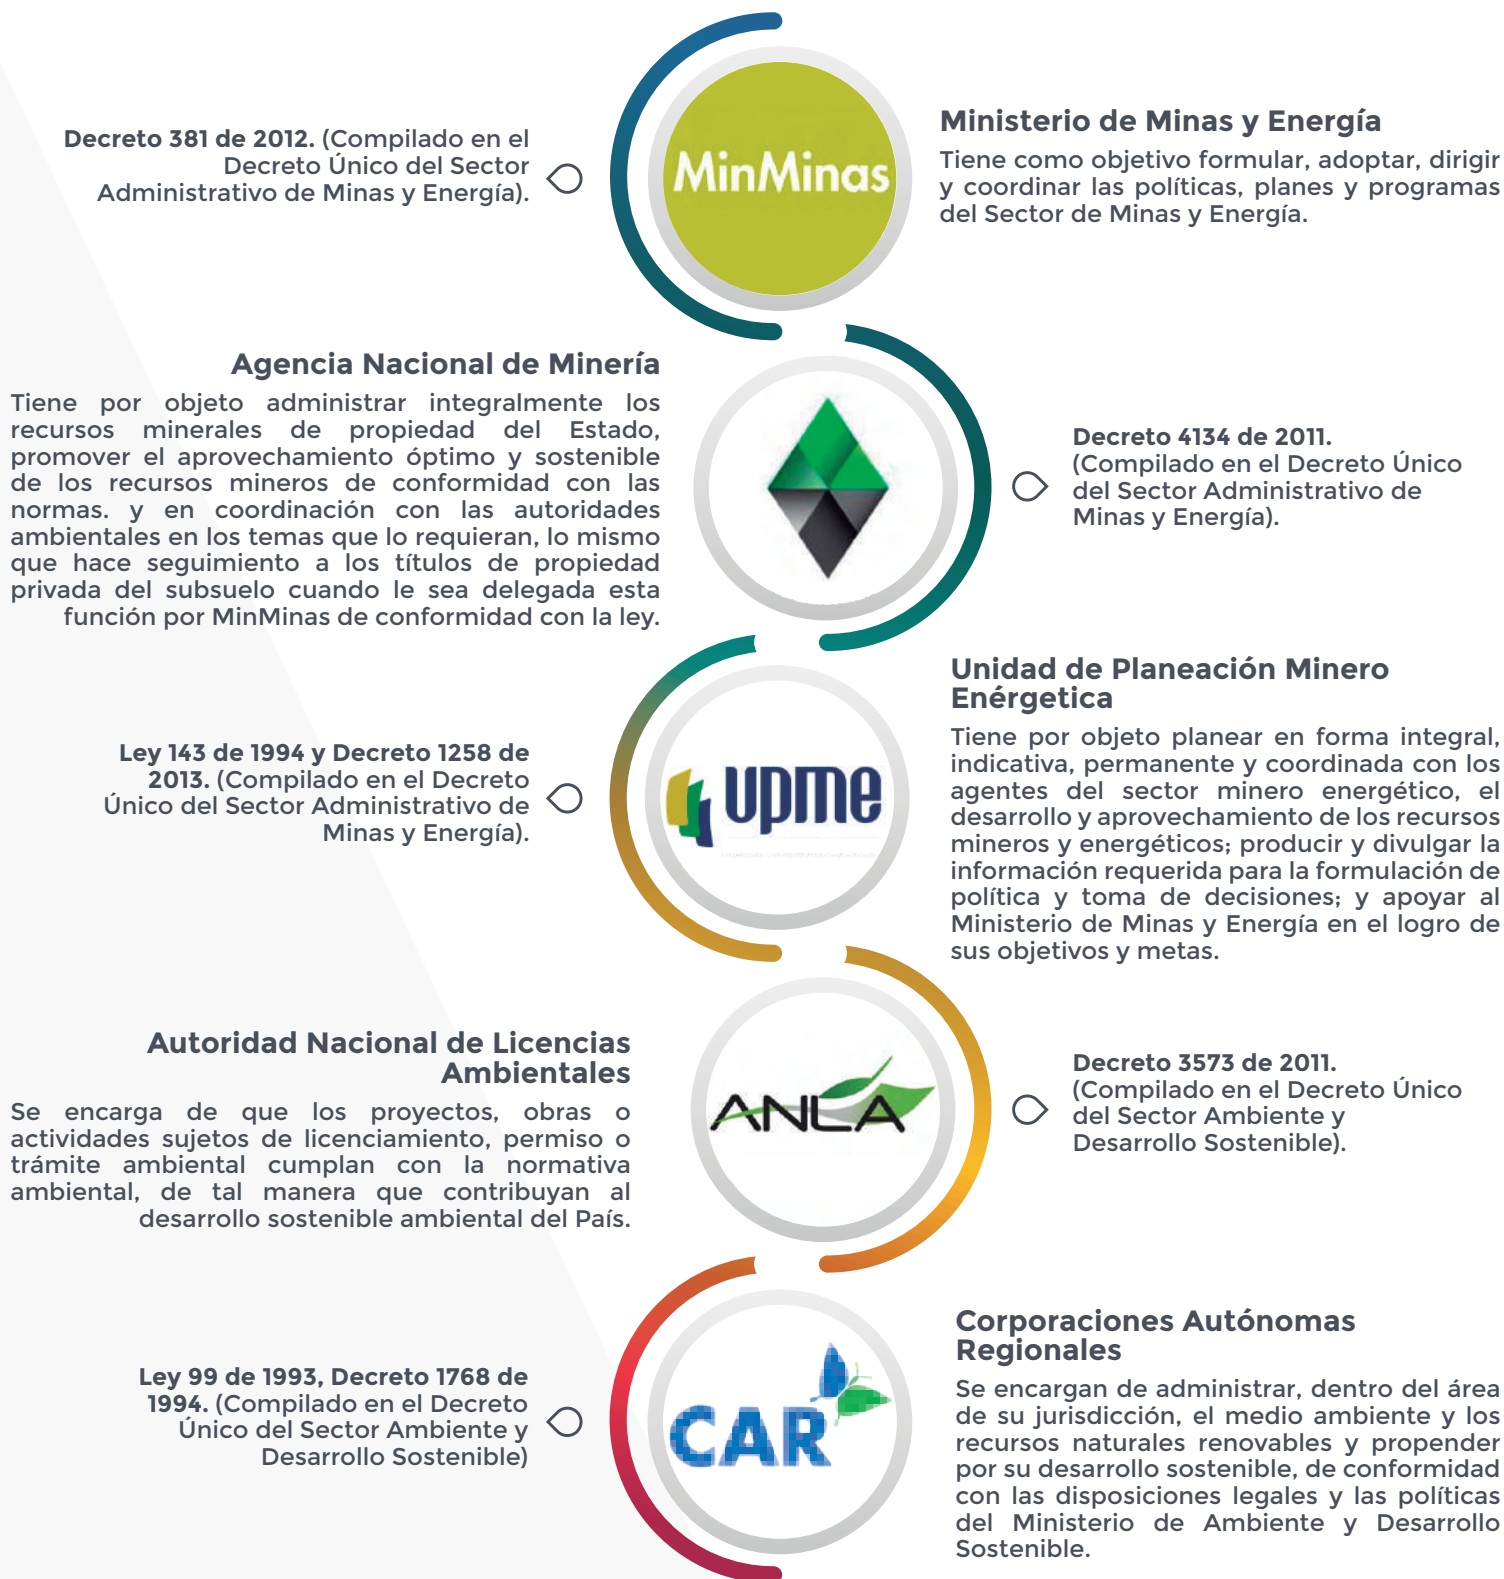 Decreto 381 de 2012. (Compilado en el
Decreto Único del Sector
Administrativo de Minas y Energía).
MinMinas
Ministerio de Minas y Energía
Tiene como objetivo formular, adoptar, dirigir
y coordinar las políticas, planes y programas
del Sector de Minas y Energía.
Agencia Nacional de Minería
Tiene por objeto administrar integralmente los
recursos minerales de propiedad del Estado,
promover el aprovechamiento óptimo y sostenible
de los recursos mineros de conformidad con las
normas. y en coordinación con las autoridades
ambientales en los temas que lo requieran, lo mismo
que hace seguimiento a los títulos de propiedad
privada del subsuelo cuando le sea delegada esta
función por MinMinas de conformidad con la ley.
Decreto 4134 de 2011.
(Compilado en el Decreto Único
del Sector Administrativo de
Minas y Energía).
Ley 143 de 1994 y Decreto 1258 de
2013. (Compilado en el Decreto
Único del Sector Administrativo de
Minas y Energía).
upme
Unidad de Planeación Minero
Enérgetica
Tiene por objeto planear en forma integral,
indicativa, permanente y coordinada con los
agentes del sector minero energético, el
desarrollo y aprovechamiento de los recursos
mineros y energéticos; producir y divulgar la
información requerida para la formulación de
política y toma de decisiones; y apoyar al
Ministerio de Minas y Energía en el logro de
sus objetivos y metas.
Autoridad Nacional de Licencias
Ambientales
Se encarga de que los proyectos, obras o
actividades sujetos de licenciamiento, permiso o
trámite ambiental cumplan con la normativa
ambiental, de tal manera que contribuyan al
desarrollo sostenible ambiental del País.
ANLA
Decreto 3573 de 2011.
(Compilado en el Decreto Único
del Sector Ambiente y
Desarrollo Sostenible).
Ley 99 de 1993, Decreto 1768 de
1994. (Compilado en el Decreto
Único del Sector Ambiente y
Desarrollo Sostenible)
CAR
Corporaciones Autónomas
Regionales
Se encargan de administrar, dentro del área
de su jurisdicción, el medio ambiente y los
recursos naturales renovables y propender
por su desarrollo sostenible, de conformidad
con las disposiciones legales y las políticas
del Ministerio de Ambiente y Desarrollo
Sostenible.